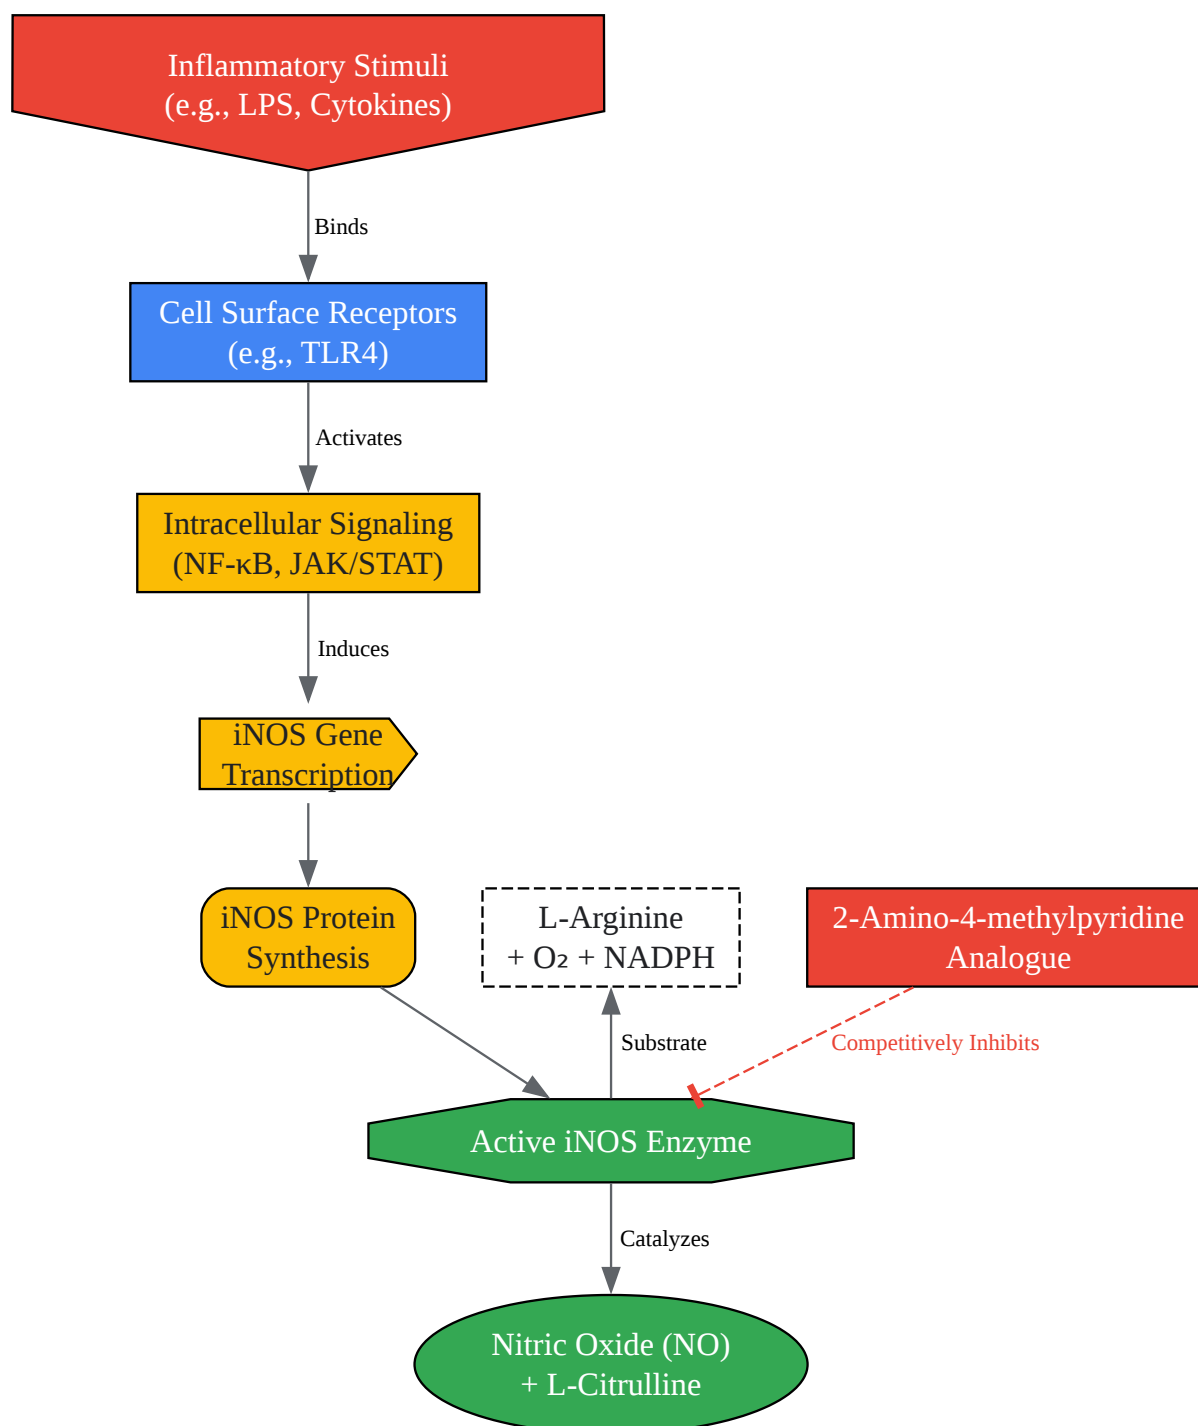 Inflammatory Stimuli
(e.g., LPS, Cytokines)
Binds
Cell Surface Receptors
(e.g., TLR4)
Activates
Intracellular Signaling
(NF-κB, JAK/STAT)
Induces
iNOS Gene
Transcription
iNOS Protein
Synthesis
L-Arginine
+ O₂ + NADPH
2-Amino-4-methylpyridine
Analogue
Substrate
Competitively Inhibits
Active iNOS Enzyme
Catalyzes
Nitric Oxide (NO)
+ L-Citrulline